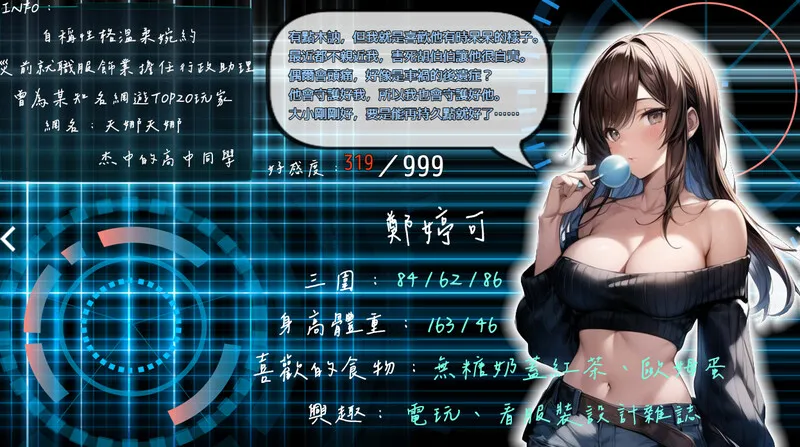 INFO：
自稱性格溫柔婉約
災前就職服飾業擔任行政助理
曾為某知名網遊TOP20玩家
網名：天娜天娜
杰中的高中同學
有點木訥，但我就是喜歡他有時呆呆的樣子。
最近都不親近我，害死祖伯伯讓他很自責。
偶爾會頭痛，好像是車禍的後遺症？
他會守護好我，所以我也會守護好他。
大小剛剛好，要是能再持久點就好了……
好感度：319／999
鄭婷可
三圍：84/62/86
身高體重：163/46
喜歡的食物：無糖奶蓋紅茶、歐姆蛋
興趣：電玩、看服裝設計雜誌